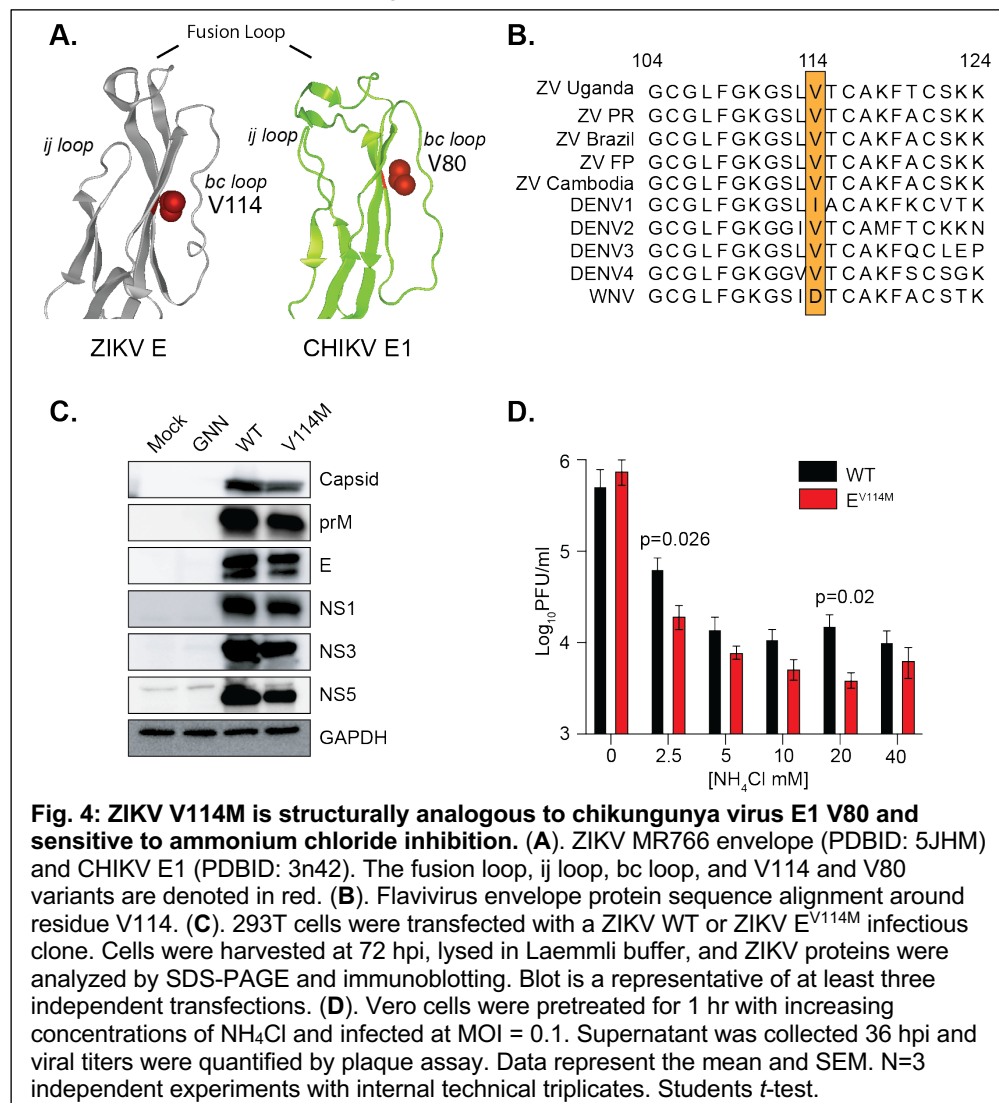 A.
Fusion Loop
ij loop
bc loop
V114
ZIKV E
ij loop
bc loop
V80
CHIKV E1
B.
104 114 124
ZV Uganda GCGLFGKGSLVTCAKFTCSKK
ZV PR GCGLFGKGSLVTCAKFACSKK
ZV Brazil GCGLFGKGSLVTCAKFACSKK
ZV FP GCGLFGKGSLVTCAKFACSKK
ZV Cambodia GCGLFGKGSLVTCAKFACSKK
DENV1 GCGLFGKGSLIACAKFKCVTK
DENV2 GCGLFGKGGIVTCAMFTCKKN
DENV3 GCGLFGKGSLVTCAKFQCLEP
DENV4 GCGLFGKGGVVTCAKFSCSGK
WNV GCGLFGKGSIDTCAKFACSTK
C.
Mock GNN WT V114M
Capsid
prM
E
NS1
NS3
NS5
GAPDH
D.
WT
E^V114M
p=0.026
p=0.02
Log₁₀PFU/ml
6
5
4
3
0 2.5 5 10 20 40
[NH₄Cl mM]
Fig. 4: ZIKV V114M is structurally analogous to chikungunya virus E1 V80 and
sensitive to ammonium chloride inhibition. (A). ZIKV MR766 envelope (PDBID: 5JHM)
and CHIKV E1 (PDBID: 3n42). The fusion loop, ij loop, bc loop, and V114 and V80
variants are denoted in red. (B). Flavivirus envelope protein sequence alignment around
residue V114. (C). 293T cells were transfected with a ZIKV WT or ZIKV E^V114M infectious
clone. Cells were harvested at 72 hpi, lysed in Laemmli buffer, and ZIKV proteins were
analyzed by SDS-PAGE and immunoblotting. Blot is a representative of at least three
independent transfections. (D). Vero cells were pretreated for 1 hr with increasing
concentrations of NH₄Cl and infected at MOI = 0.1. Supernatant was collected 36 hpi and
viral titers were quantified by plaque assay. Data represent the mean and SEM. N=3
independent experiments with internal technical triplicates. Students t-test.